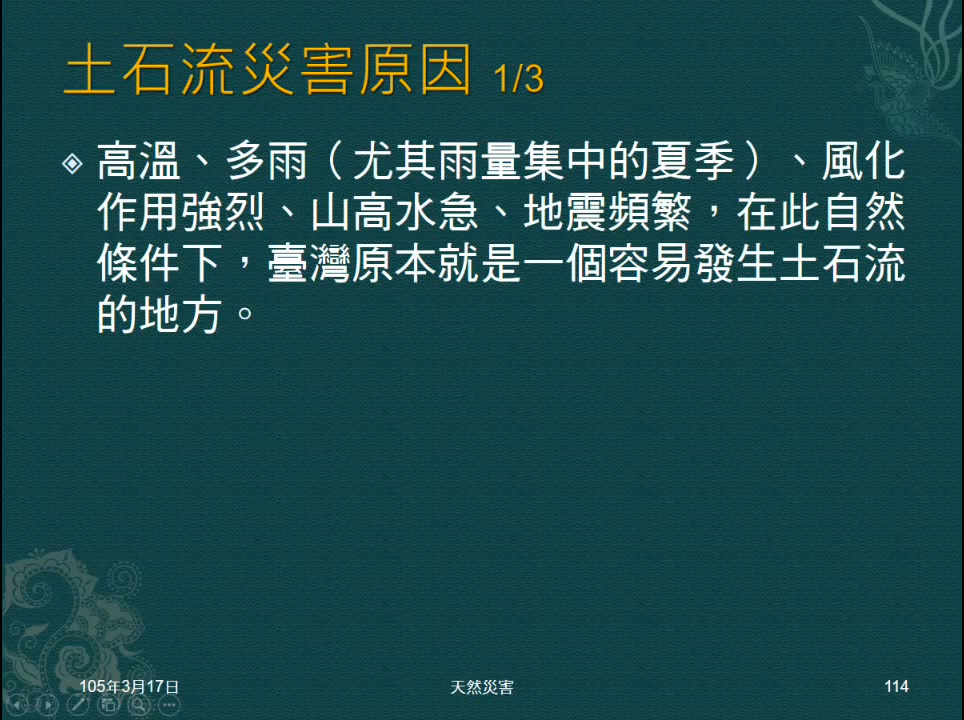 土石流災害原因 1/3
高溫、多雨（尤其雨量集中的夏季）、風化
作用強烈、山高水急、地震頻繁，在此自然
條件下，臺灣原本就是一個容易發生土石流
的地方。
105年3月17日
天然災害
114